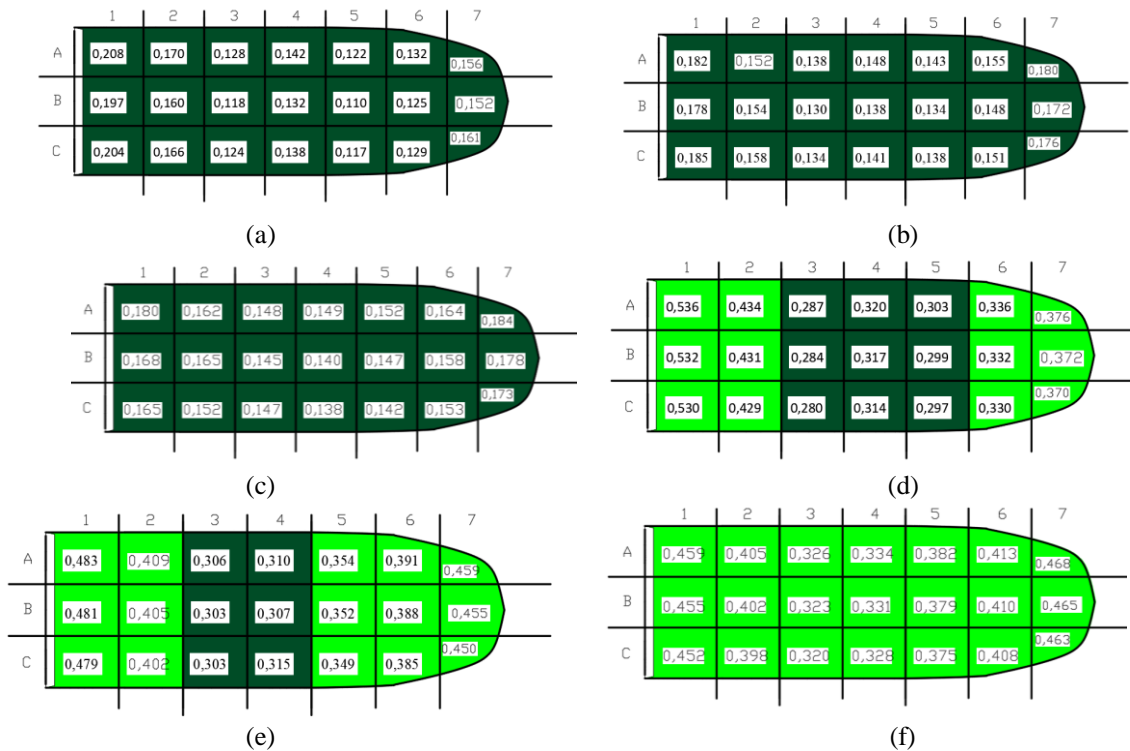 1 2 3 4 5 6 7
A 0,208 0,170 0,128 0,142 0,122 0,132 0,156
B 0,197 0,160 0,118 0,132 0,110 0,125 0,152
C 0,204 0,166 0,124 0,138 0,117 0,129 0,161
(a)
1 2 3 4 5 6 7
A 0,182 0,152 0,138 0,148 0,143 0,155 0,180
B 0,178 0,154 0,130 0,138 0,134 0,148 0,172
C 0,185 0,158 0,134 0,141 0,138 0,151 0,176
(b)
1 2 3 4 5 6 7
A 0,180 0,162 0,148 0,149 0,152 0,164 0,184
B 0,168 0,165 0,145 0,140 0,147 0,158 0,178
C 0,165 0,152 0,147 0,138 0,142 0,153 0,173
(c)
1 2 3 4 5 6 7
A 0,536 0,434 0,287 0,320 0,303 0,336 0,376
B 0,532 0,431 0,284 0,317 0,299 0,332 0,372
C 0,530 0,429 0,280 0,314 0,297 0,330 0,370
(d)
1 2 3 4 5 6 7
A 0,483 0,409 0,306 0,310 0,354 0,391 0,459
B 0,481 0,405 0,303 0,307 0,352 0,388 0,455
C 0,479 0,402 0,303 0,315 0,349 0,385 0,450
(e)
1 2 3 4 5 6 7
A 0,459 0,405 0,326 0,334 0,382 0,413 0,468
B 0,455 0,402 0,323 0,331 0,379 0,410 0,465
C 0,452 0,398 0,320 0,328 0,375 0,408 0,463
(f)